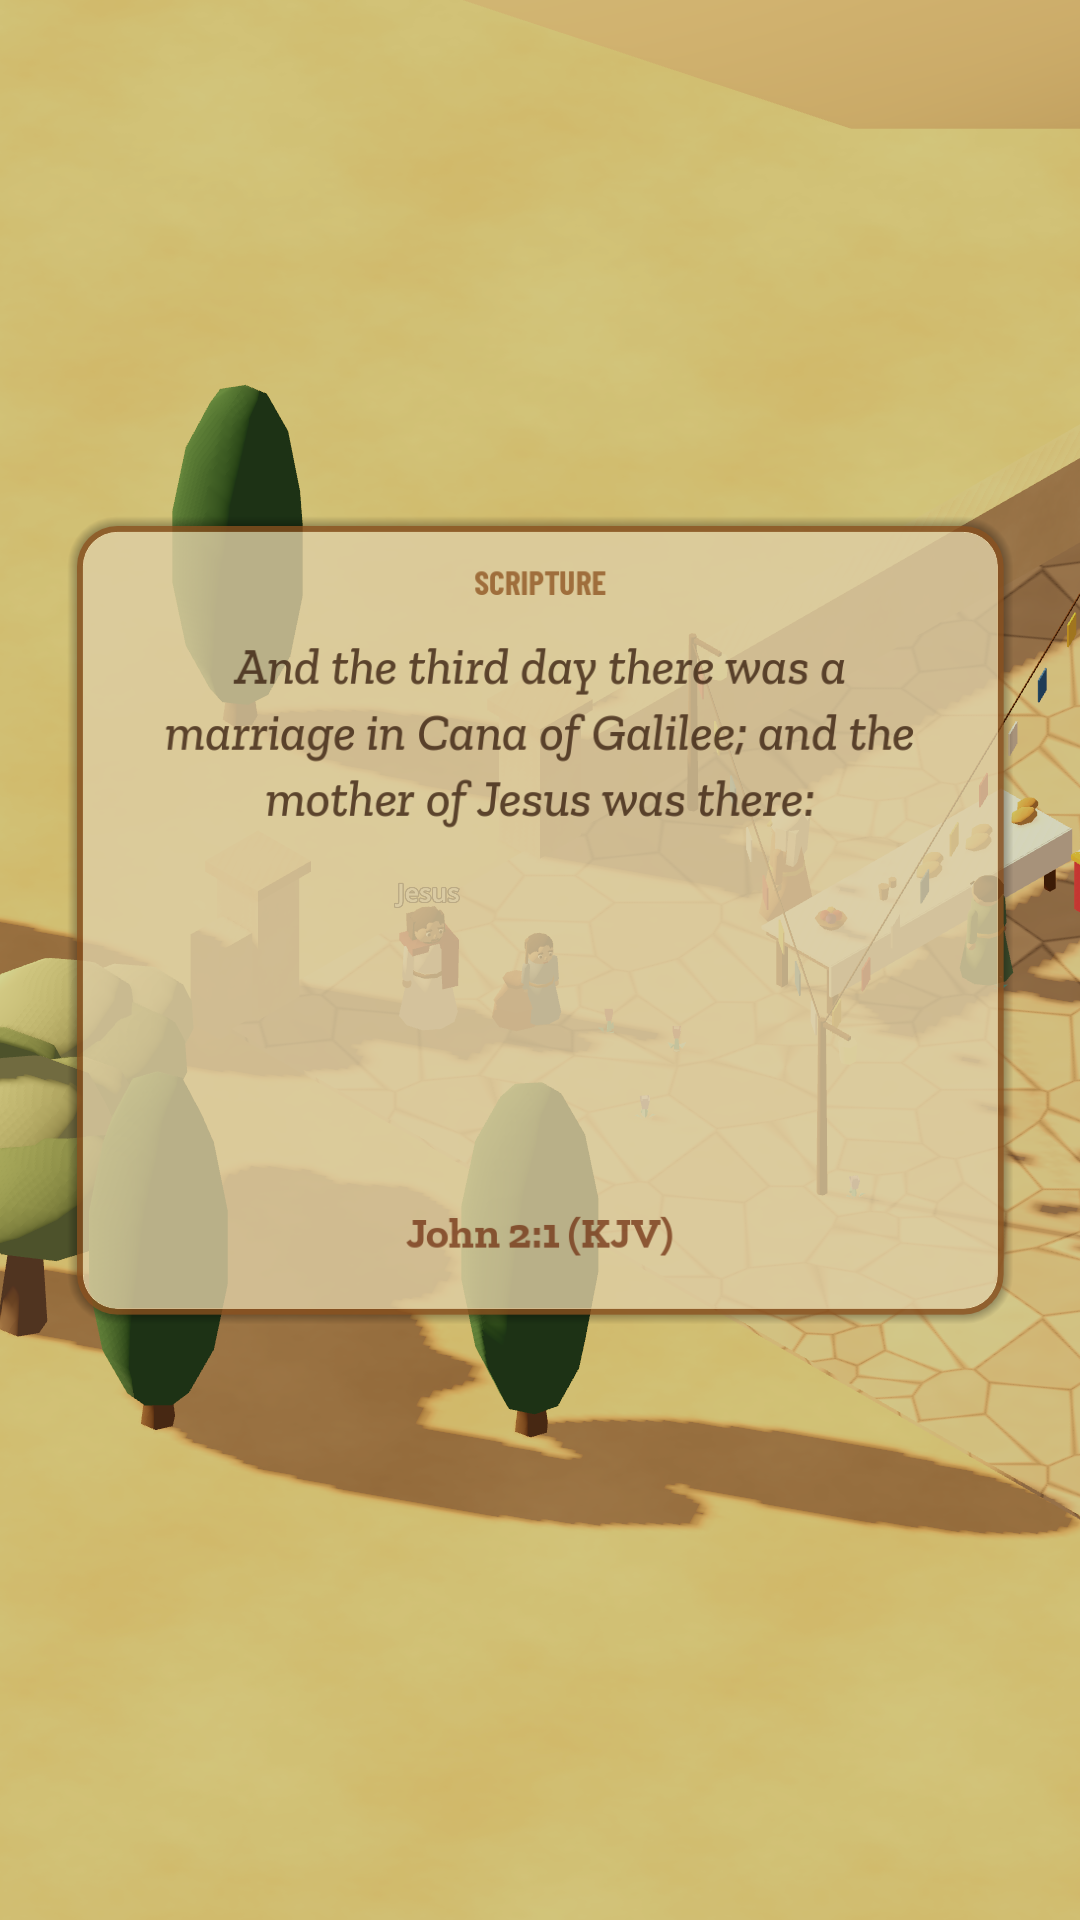 SCRIPTURE
And the third day there was a
marriage in Cana of Galilee; and the
mother of Jesus was there:
Jesus
John 2:1 (KJV)